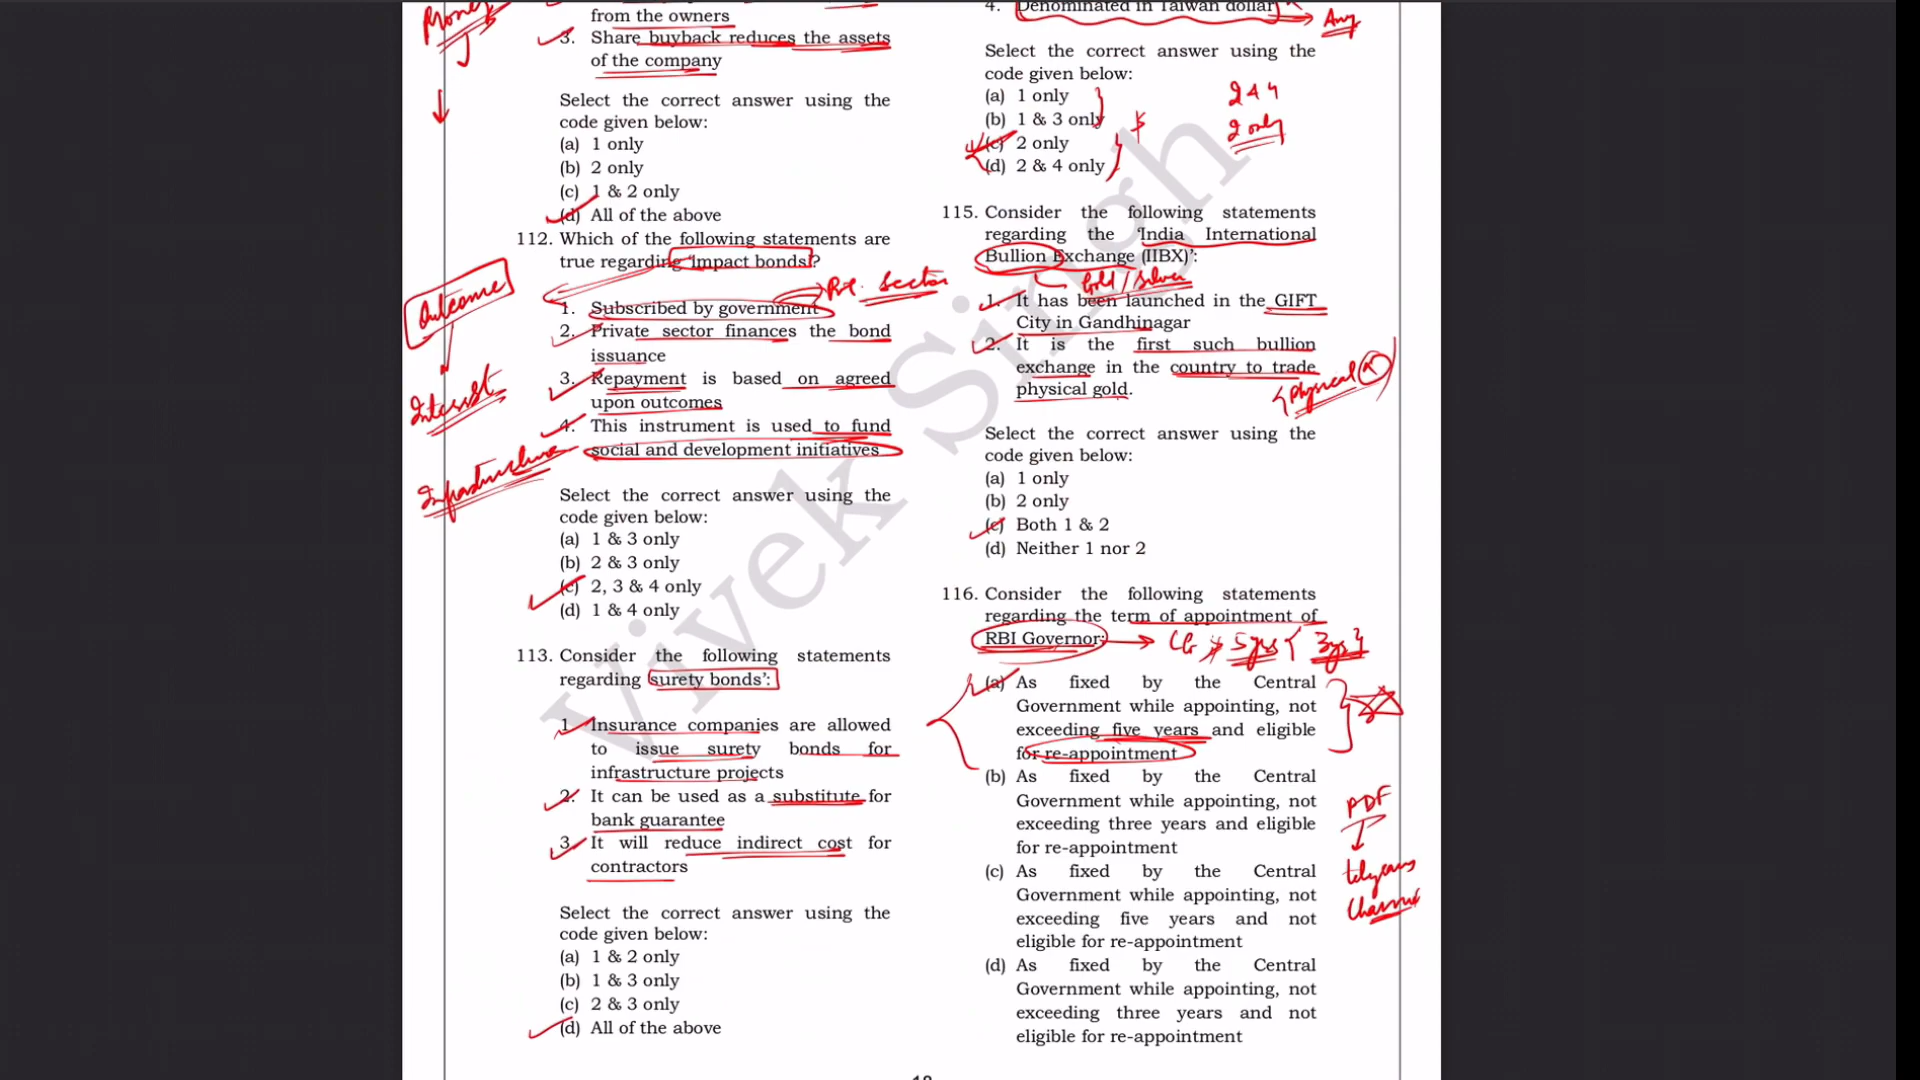 from the owners
3. Share buyback reduces the assets
of the company
Select the correct answer using the
code given below:
(a) 1 only
(b) 2 only
(c) 1 & 2 only
(d) All of the above
112. Which of the following statements are
true regarding 'Impact bonds'?
Pvt. Sector
Outcome
Interest
Infrastructure
1. Subscribed by government
2. Private sector finances the bond
issuance
3. Repayment is based on agreed
upon outcomes
4. This instrument is used to fund
social and development initiatives
Select the correct answer using the
code given below:
(a) 1 & 3 only
(b) 2 & 3 only
(c) 2, 3 & 4 only
(d) 1 & 4 only
113. Consider the following statements
regarding 'surety bonds':
1. Insurance companies are allowed
to issue surety bonds for
infrastructure projects
2. It can be used as a substitute for
bank guarantee
3. It will reduce indirect cost for
contractors
Select the correct answer using the
code given below:
(a) 1 & 2 only
(b) 1 & 3 only
(c) 2 & 3 only
(d) All of the above
4. Denominated in Taiwan dollar
Any
Select the correct answer using the
code given below:
(a) 1 only
(b) 1 & 3 only
(c) 2 only
(d) 2 & 4 only
2 & 4
2 only
115. Consider the following statements
regarding the 'India International
Bullion Exchange (IIBX)':
Gold/Silver
1. It has been launched in the GIFT
City in Gandhinagar
2. It is the first such bullion
exchange in the country to trade
physical gold.
Physical
Select the correct answer using the
code given below:
(a) 1 only
(b) 2 only
(c) Both 1 & 2
(d) Neither 1 nor 2
116. Consider the following statements
regarding the term of appointment of
RBI Governor:
CG 5 yrs 3 yrs
(a) As fixed by the Central
Government while appointing, not
exceeding five years and eligible
for re-appointment
(b) As fixed by the Central
Government while appointing, not
exceeding three years and eligible
for re-appointment
(c) As fixed by the Central
Government while appointing, not
exceeding five years and not
eligible for re-appointment
(d) As fixed by the Central
Government while appointing, not
exceeding three years and not
eligible for re-appointment
PDF
telegram
Channel
Vivek Singh